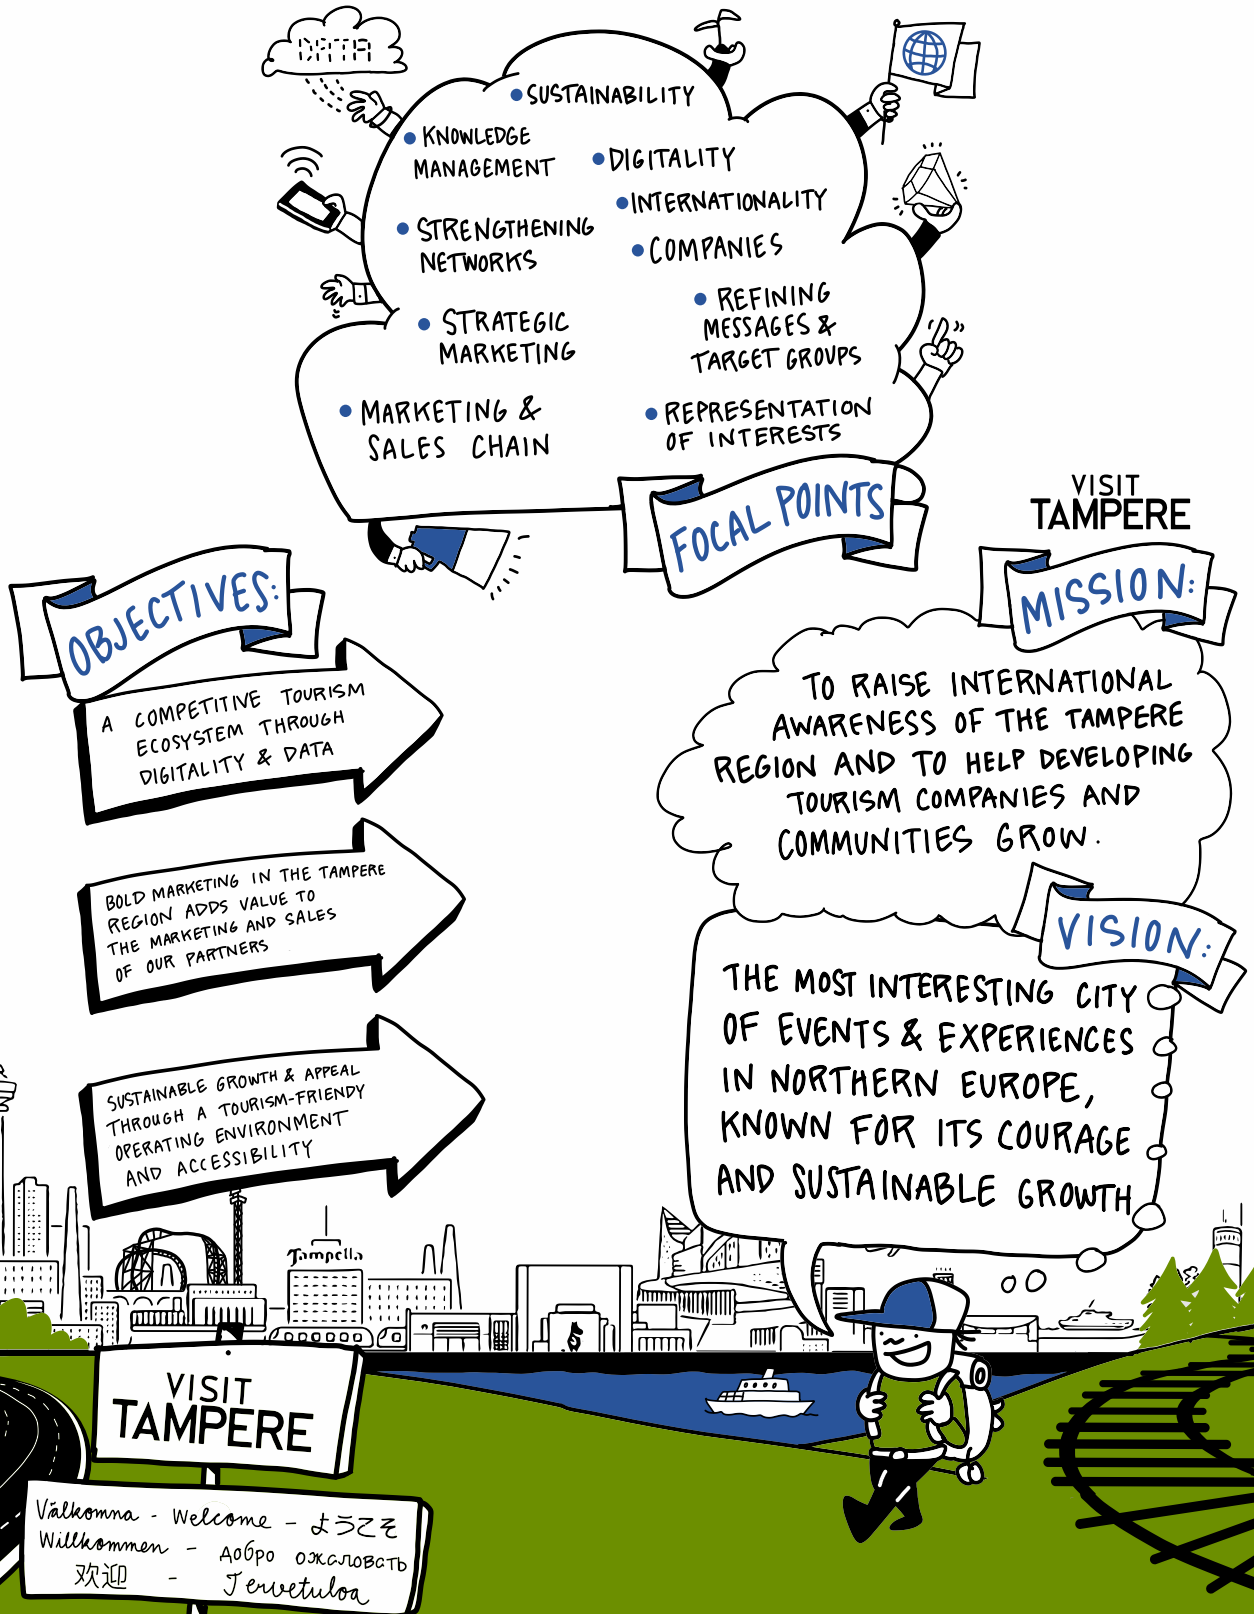 DATA
• SUSTAINABILITY
• KNOWLEDGE
MANAGEMENT
• DIGITALITY
• INTERNATIONALITY
• STRENGTHENING
NETWORKS
• COMPANIES
• STRATEGIC
MARKETING
• REFINING
MESSAGES &
TARGET GROUPS
• MARKETING &
SALES CHAIN
• REPRESENTATION
OF INTERESTS
FOCAL POINTS
VISIT
TAMPERE
OBJECTIVES:
A COMPETITIVE TOURISM
ECOSYSTEM THROUGH
DIGITALITY & DATA
BOLD MARKETING IN THE TAMPERE
REGION ADDS VALUE TO
THE MARKETING AND SALES
OF OUR PARTNERS
SUSTAINABLE GROWTH & APPEAL
THROUGH A TOURISM-FRIENDY
OPERATING ENVIRONMENT
AND ACCESSIBILITY
MISSION:
TO RAISE INTERNATIONAL
AWARENESS OF THE TAMPERE
REGION AND TO HELP DEVELOPING
TOURISM COMPANIES AND
COMMUNITIES GROW.
VISION:
THE MOST INTERESTING CITY
OF EVENTS & EXPERIENCES
IN NORTHERN EUROPE,
KNOWN FOR ITS COURAGE
AND SUSTAINABLE GROWTH
Tampella
VISIT
TAMPERE
Välkomna - Welcome - ようこそ
Willkommen - добро ожаловать
欢迎 - Tervetuloa